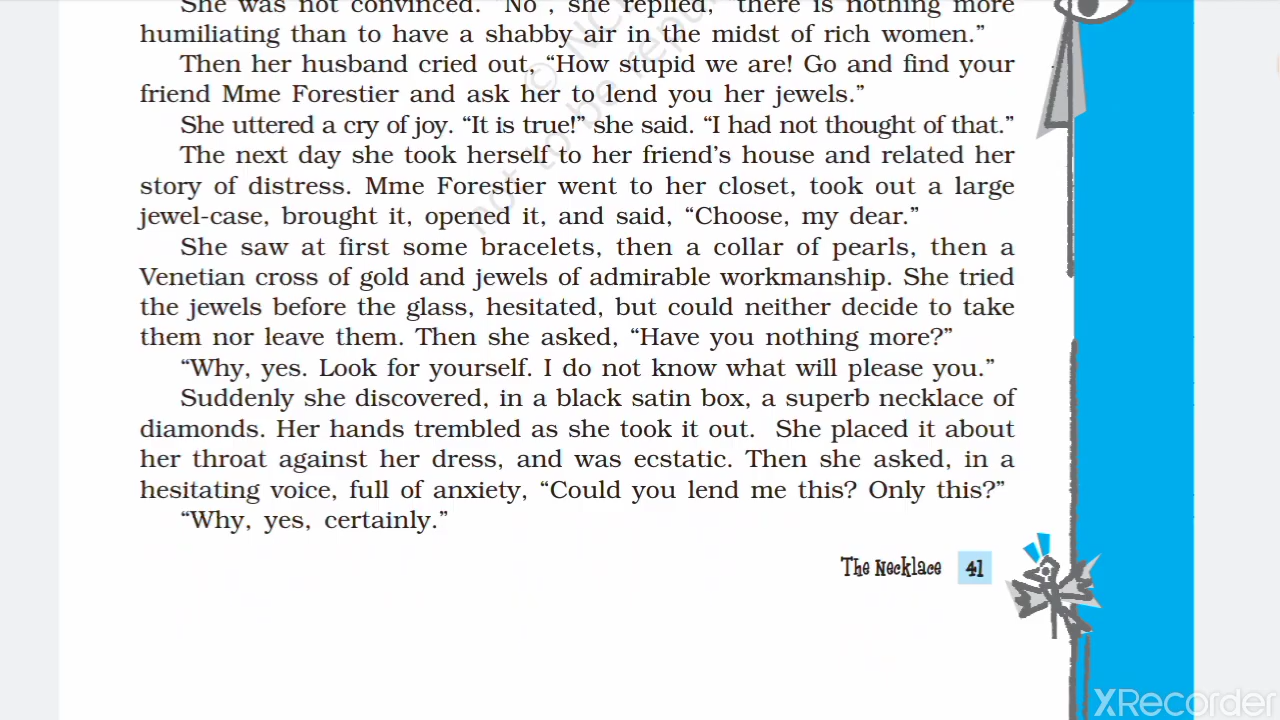 She was not convinced. “No”, she replied, “there is nothing more
humiliating than to have a shabby air in the midst of rich women.”
Then her husband cried out, “How stupid we are! Go and find your
friend Mme Forestier and ask her to lend you her jewels.”
She uttered a cry of joy. “It is true!” she said. “I had not thought of that.”
The next day she took herself to her friend’s house and related her
story of distress. Mme Forestier went to her closet, took out a large
jewel-case, brought it, opened it, and said, “Choose, my dear.”
She saw at first some bracelets, then a collar of pearls, then a
Venetian cross of gold and jewels of admirable workmanship. She tried
the jewels before the glass, hesitated, but could neither decide to take
them nor leave them. Then she asked, “Have you nothing more?”
“Why, yes. Look for yourself. I do not know what will please you.”
Suddenly she discovered, in a black satin box, a superb necklace of
diamonds. Her hands trembled as she took it out. She placed it about
her throat against her dress, and was ecstatic. Then she asked, in a
hesitating voice, full of anxiety, “Could you lend me this? Only this?”
“Why, yes, certainly.”
The Necklace 41
© NC
not to be repu
XRecorder